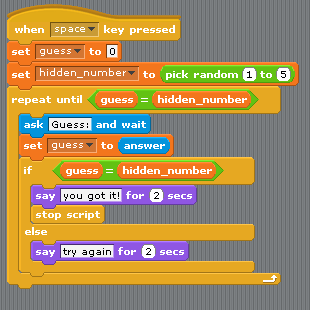 when space key pressed
set guess to 0
set hidden_number to pick random 1 to 5
repeat until guess = hidden_number
ask Guess: and wait
set guess to answer
if guess = hidden_number
say you got it! for 2 secs
stop script
else
say try again for 2 secs